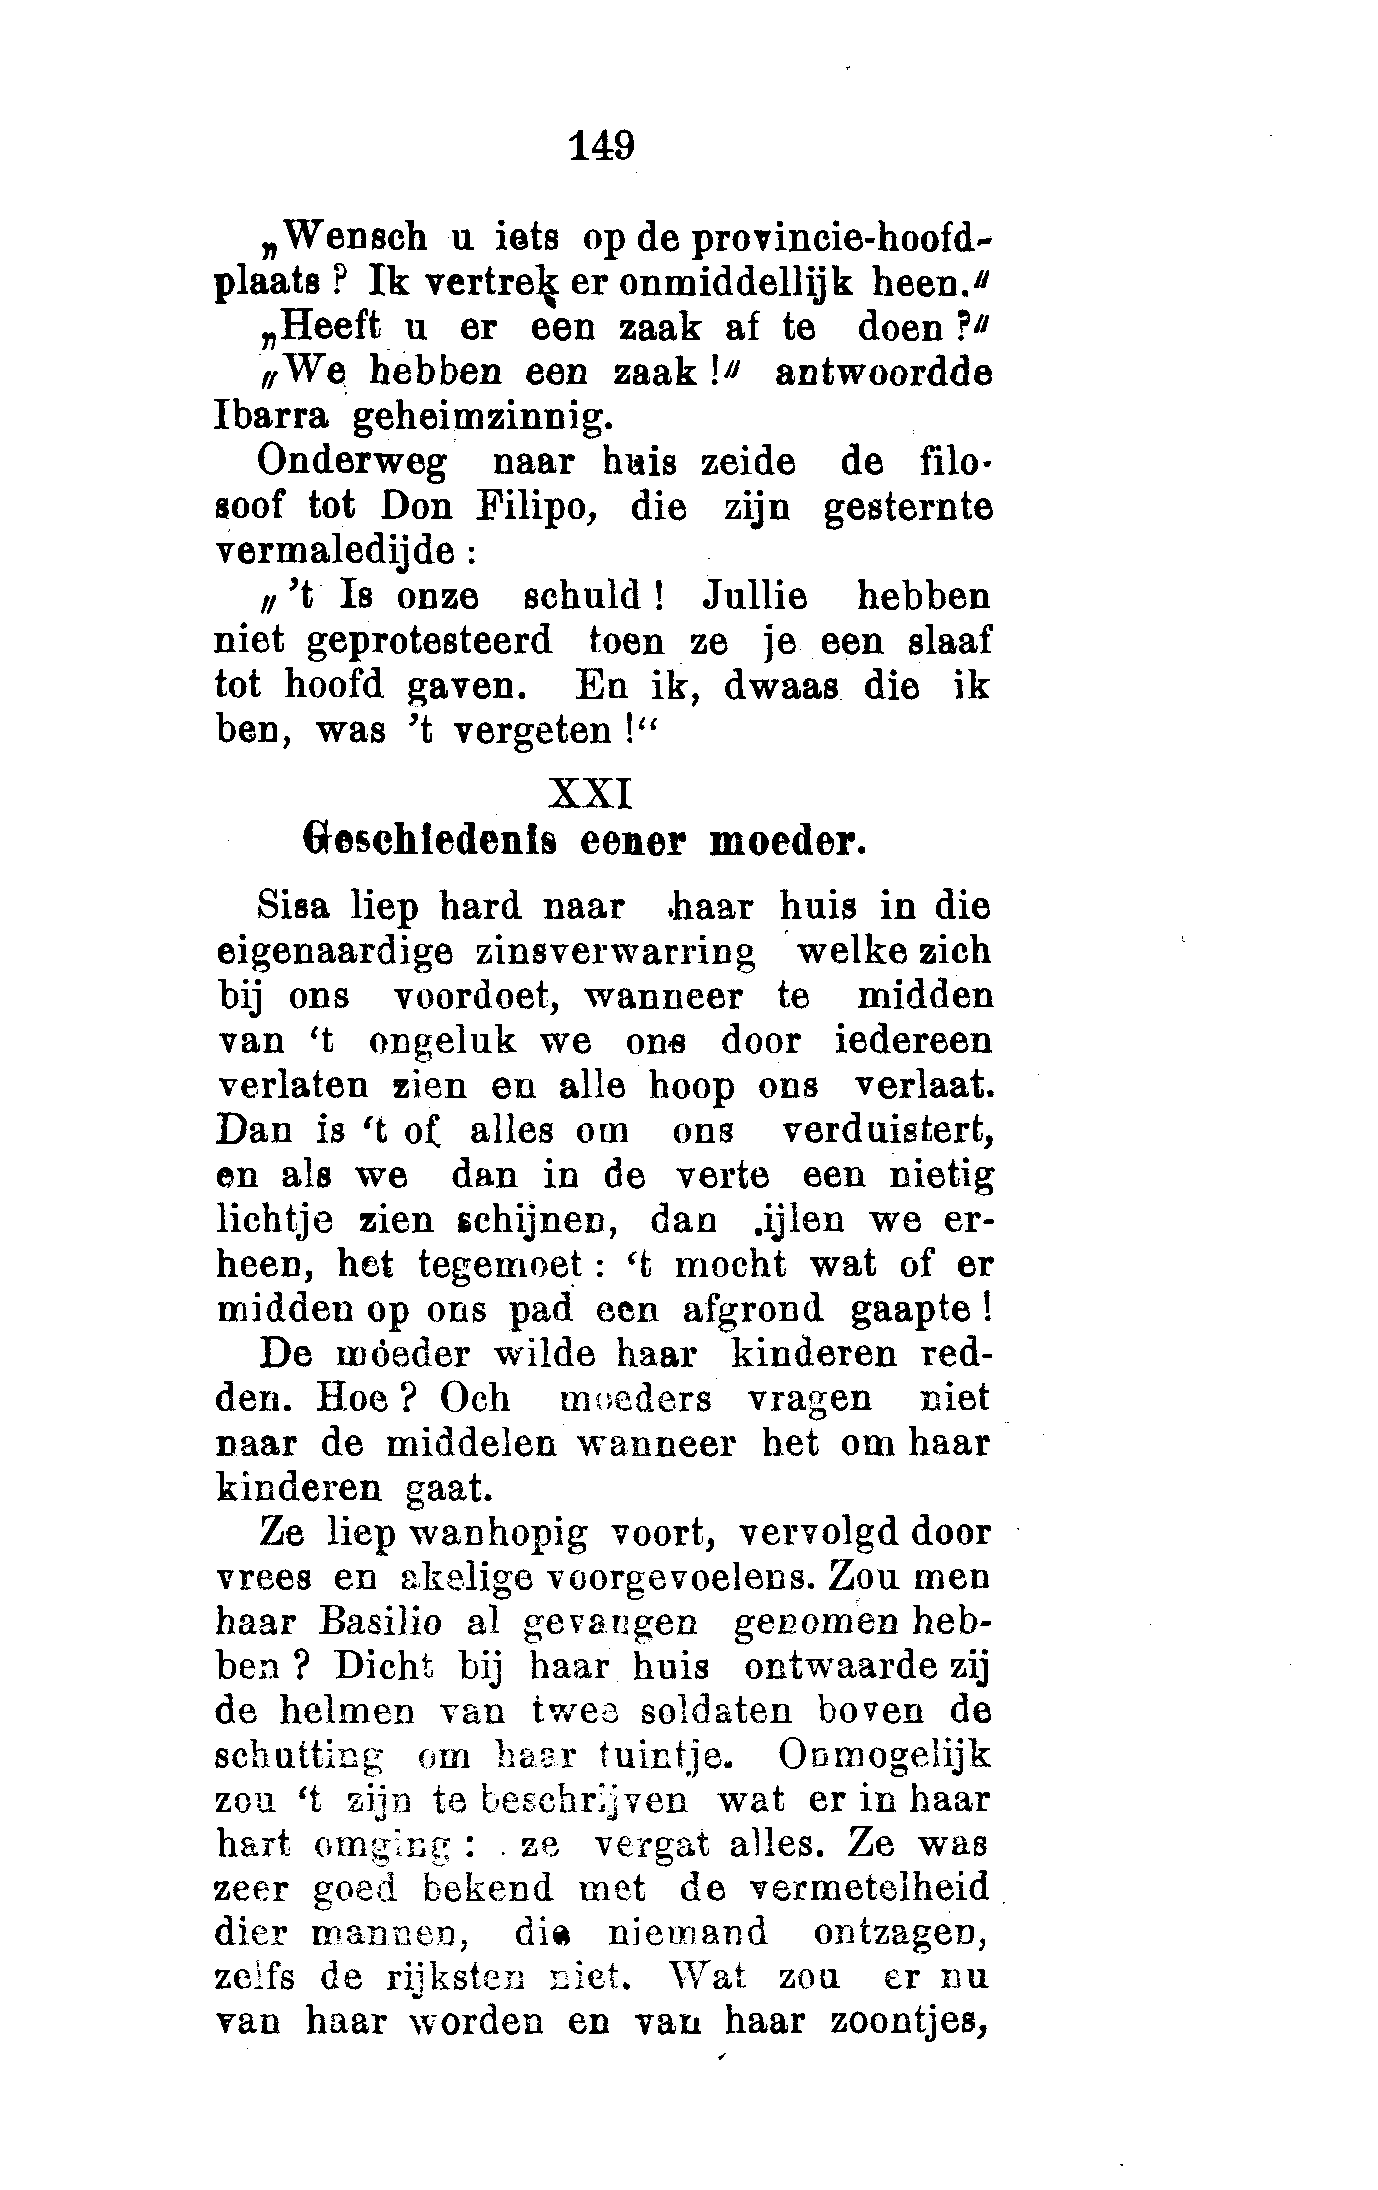 149
„Wensch u iets op de provincie-hoofd-
plaats ? Ik vertrek er onmiddellijk heen."
„Heeft u er een zaak af te doen ?"
"We hebben een zaak !" antwoordde
Ibarra geheimzinnig.
Onderweg naar huis zeide de filo-
soof tot Don Filipo, die zijn gesternte
vermaledijde :
" 't Is onze schuld ! Jullie hebben
niet geprotesteerd toen ze je een slaaf
tot hoofd gaven. En ik, dwaas die ik
ben, was 't vergeten !“
XXI
Geschiedenis eener moeder.
Sisa liep hard naar haar huis in die
eigenaardige zinsverwarring welke zich
bij ons voordoet, wanneer te midden
van ‘t ongeluk we ons door iedereen
verlaten zien en alle hoop ons verlaat.
Dan is ‘t of alles om ons verduistert,
en als we dan in de verte een nietig
lichtje zien schijnen, dan ijlen we er-
heen, het tegemoet : ‘t mocht wat of er
midden op ons pad een afgrond gaapte !
De moeder wilde haar kinderen red-
den. Hoe ? Och moeders vragen niet
naar de middelen wanneer het om haar
kinderen gaat.
Ze liep wanhopig voort, vervolgd door
vrees en akelige voorgevoelens. Zou men
haar Basilio al gevangen genomen heb-
ben ? Dicht bij haar huis ontwaarde zij
de helmen van twee soldaten boven de
schutting om haar tuintje. Onmogelijk
zou ‘t zijn te beschrijven wat er in haar
hart omging : ze vergat alles. Ze was
zeer goed bekend met de vermetelheid
dier mannen, die niemand ontzagen,
zelfs de rijksten niet. Wat zou er nu
van haar worden en van haar zoontjes,